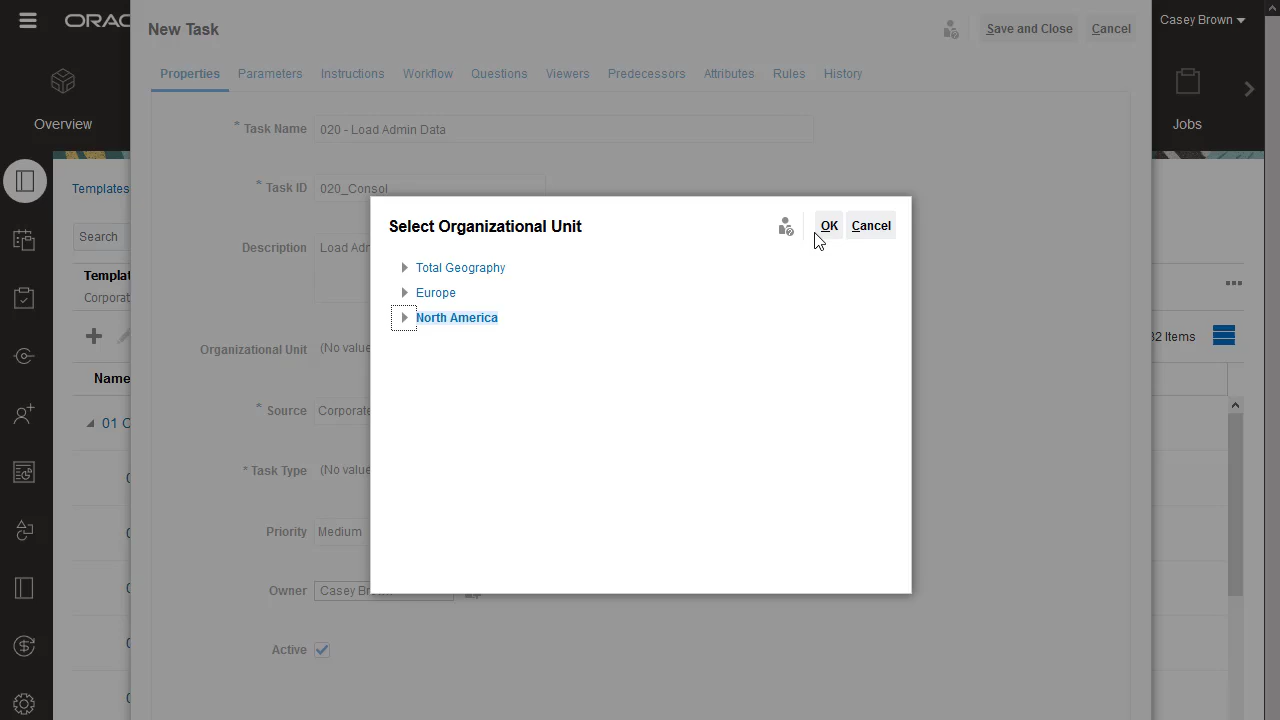 ORAC
New Task
Save and Close
Cancel
Casey Brown
Properties
Parameters
Instructions
Workflow
Questions
Viewers
Predecessors
Attributes
Rules
History
Overview
Jobs
* Task Name
020 - Load Admin Data
Templates
* Task ID
020_Consol
Select Organizational Unit
OK
Cancel
Search
Description
Load Adm
Total Geography
Europe
North America
Templat
Corporat
32 Items
Organizational Unit
(No value
Name
* Source
Corporate
01 C
* Task Type
(No value
Priority
Medium
Owner
Casey Br
Active